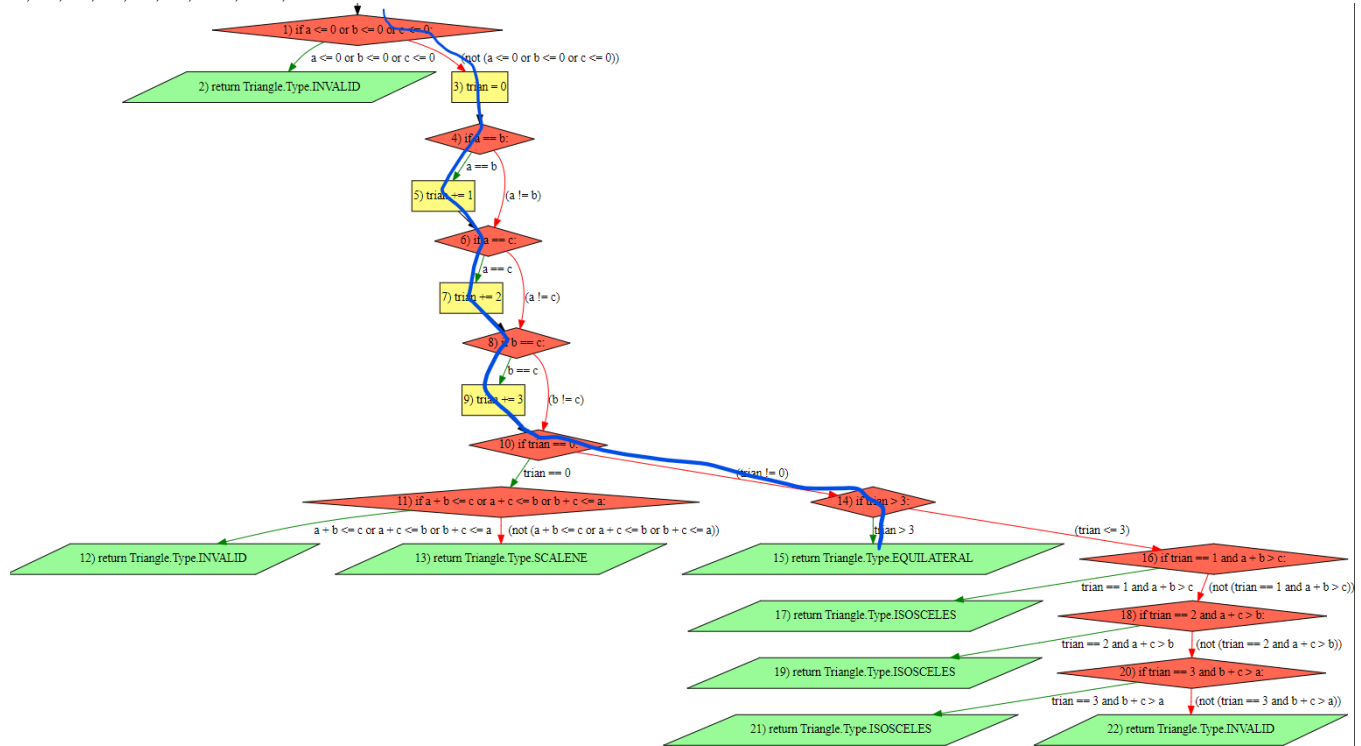 1) if a <= 0 or b <= 0 or c <= 0:
a <= 0 or b <= 0 or c <= 0
(not (a <= 0 or b <= 0 or c <= 0))
2) return Triangle.Type.INVALID
3) trian = 0
4) if a == b:
a == b
5) trian += 1
(a != b)
6) if a == c:
a == c
7) trian += 2
(a != c)
8) if b == c:
b == c
9) trian += 3
(b != c)
10) if trian == 0:
trian == 0
(trian != 0)
11) if a + b <= c or a + c <= b or b + c <= a:
14) if trian > 3:
a + b <= c or a + c <= b or b + c <= a
(not (a + b <= c or a + c <= b or b + c <= a))
trian > 3
(trian <= 3)
12) return Triangle.Type.INVALID
13) return Triangle.Type.SCALENE
15) return Triangle.Type.EQUILATERAL
16) if trian == 1 and a + b > c:
trian == 1 and a + b > c
(not (trian == 1 and a + b > c))
17) return Triangle.Type.ISOSCELES
18) if trian == 2 and a + c > b:
trian == 2 and a + c > b
(not (trian == 2 and a + c > b))
19) return Triangle.Type.ISOSCELES
20) if trian == 3 and b + c > a:
trian == 3 and b + c > a
(not (trian == 3 and b + c > a))
21) return Triangle.Type.ISOSCELES
22) return Triangle.Type.INVALID